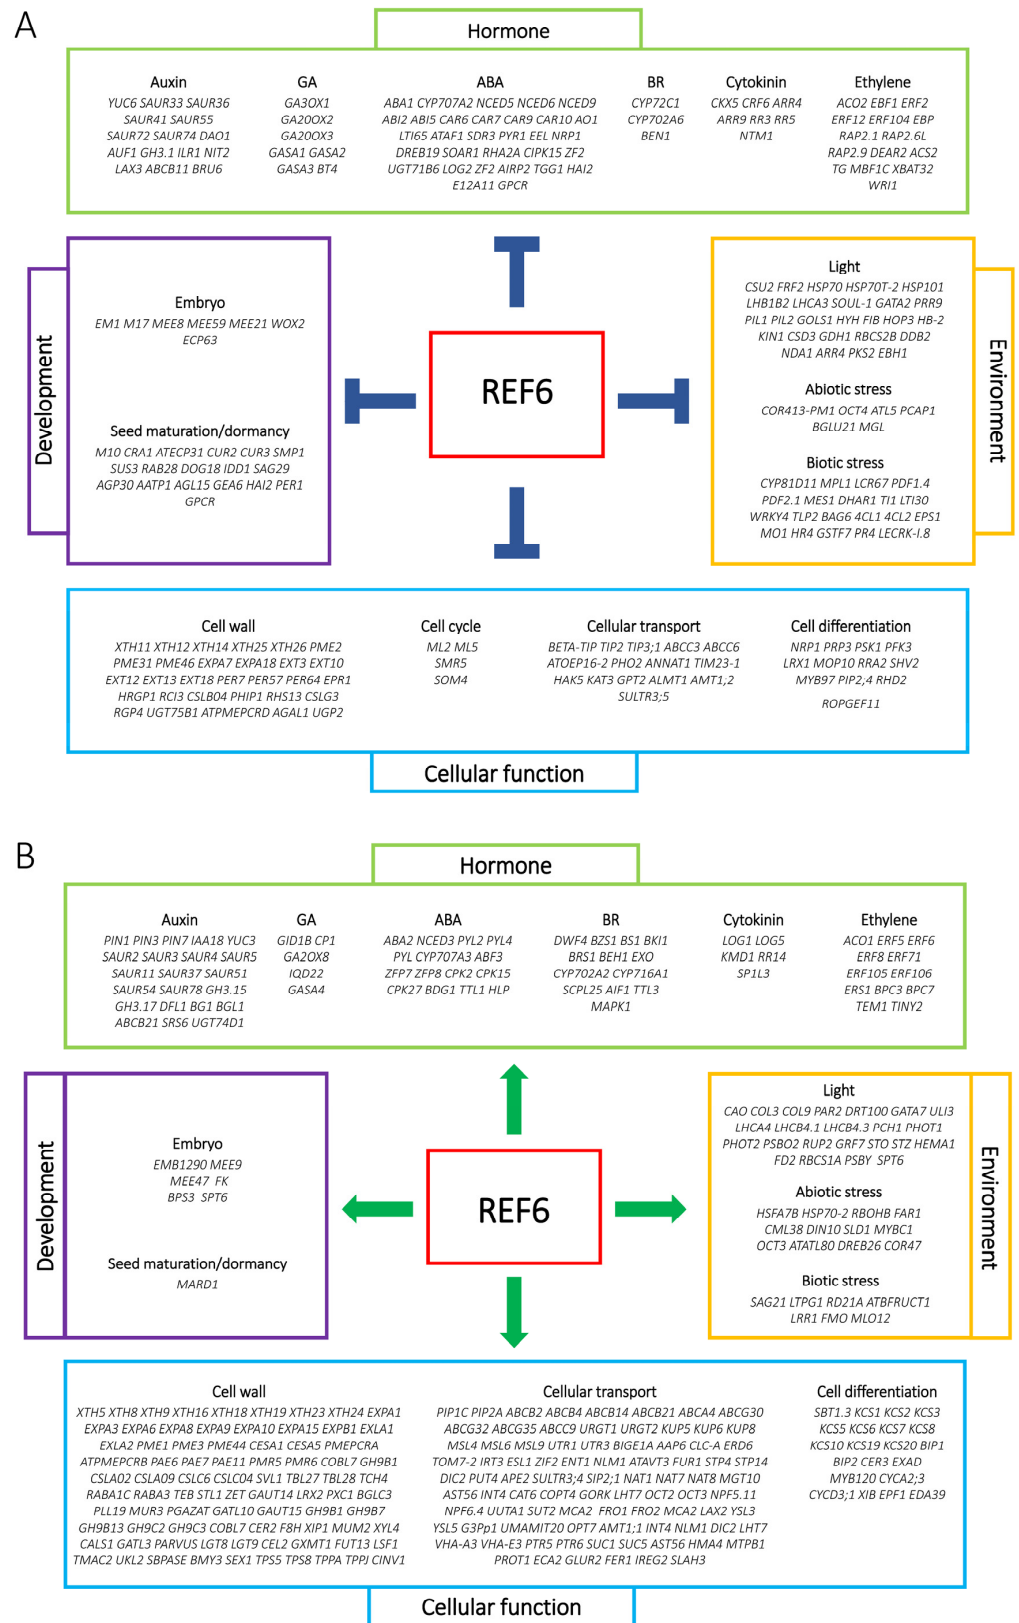 A
Hormone
Auxin
YUC6 SAUR33 SAUR36
SAUR41 SAUR55
SAUR72 SAUR74 DAO1
AUF1 GH3.1 ILR1 NIT2
LAX3 ABCB11 BRU6
GA
GA3OX1
GA20OX2
GA20OX3
GASA1 GASA2
GASA3 BT4
ABA
ABA1 CYP707A2 NCED5 NCED6 NCED9
ABI2 ABI5 CAR6 CAR7 CAR9 CAR10 AO1
LTI65 ATAF1 SDR3 PYR1 EEL NRP1
DREB19 SOAR1 RHA2A CIPK15 ZF2
UGT71B6 LOG2 ZF2 AIRP2 TGG1 HAI2
E12A11 GPCR
BR
CYP72C1
CYP702A6
BEN1
Cytokinin
CKX5 CRF6 ARR4
ARR9 RR3 RR5
NTM1
Ethylene
ACO2 EBF1 ERF2
ERF12 ERF104 EBP
RAP2.1 RAP2.6L
RAP2.9 DEAR2 ACS2
TG MBF1C XBAT32
WRI1
Development
Embryo
EM1 M17 MEE8 MEE59 MEE21 WOX2
ECP63
Seed maturation/dormancy
M10 CRA1 ATECP31 CUR2 CUR3 SMP1
SUS3 RAB28 DOG18 IDD1 SAG29
AGP30 AATP1 AGL15 GEA6 HAI2 PER1
GPCR
REF6
Light
CSU2 FRF2 HSP70 HSP70T-2 HSP101
LHB1B2 LHCA3 SOUL-1 GATA2 PRR9
PIL1 PIL2 GOLS1 HYH FIB HOP3 HB-2
KIN1 CSD3 GDH1 RBCS2B DDB2
NDA1 ARR4 PKS2 EBH1
Abiotic stress
COR413-PM1 OCT4 ATL5 PCAP1
BGLU21 MGL
Biotic stress
CYP81D11 MPL1 LCR67 PDF1.4
PDF2.1 MES1 DHAR1 TI1 LTI30
WRKY4 TLP2 BAG6 4CL1 4CL2 EPS1
MO1 HR4 GSTF7 PR4 LECRK-I.8
Environment
Cell wall
XTH11 XTH12 XTH14 XTH25 XTH26 PME2
PME31 PME46 EXPA7 EXPA18 EXT3 EXT10
EXT12 EXT13 EXT18 PER7 PER57 PER64 EPR1
HRGP1 RCI3 CSLB04 PHIP1 RHS13 CSLG3
RGP4 UGT75B1 ATPMEPCRD AGAL1 UGP2
Cell cycle
ML2 ML5
SMR5
SOM4
Cellular transport
BETA-TIP TIP2 TIP3;1 ABCC3 ABCC6
ATOEP16-2 PHO2 ANNAT1 TIM23-1
HAK5 KAT3 GPT2 ALMT1 AMT1;2
SULTR3;5
Cell differentiation
NRP1 PRP3 PSK1 PFK3
LRX1 MOP10 RRA2 SHV2
MYB97 PIP2;4 RHD2
ROPGEF11
Cellular function
B
Hormone
Auxin
PIN1 PIN3 PIN7 IAA18 YUC3
SAUR2 SAUR3 SAUR4 SAUR5
SAUR11 SAUR37 SAUR51
SAUR54 SAUR78 GH3.15
GH3.17 DFL1 BG1 BGL1
ABCB21 SRS6 UGT74D1
GA
GID1B CP1
GA2OX8
IQD22
GASA4
ABA
ABA2 NCED3 PYL2 PYL4
PYL CYP707A3 ABF3
ZFP7 ZFP8 CPK2 CPK15
CPK27 BDG1 TTL1 HLP
BR
DWF4 BZS1 BS1 BKI1
BRS1 BEH1 EXO
CYP702A2 CYP716A1
SCPL25 AIF1 TTL3
MAPK1
Cytokinin
LOG1 LOG5
KMD1 RR14
SP1L3
Ethylene
ACO1 ERF5 ERF6
ERF8 ERF71
ERF105 ERF106
ERS1 BPC3 BPC7
TEM1 TINY2
Development
Embryo
EMB1290 MEE9
MEE47 FK
BPS3 SPT6
Seed maturation/dormancy
MARD1
REF6
Light
CAO COL3 COL9 PAR2 DRT100 GATA7 ULI3
LHCA4 LHCB4.1 LHCB4.3 PCH1 PHOT1
PHOT2 PSBO2 RUP2 GRF7 STO STZ HEMA1
FD2 RBCS1A PSBY SPT6
Abiotic stress
HSFA7B HSP70-2 RBOHB FAR1
CML38 DIN10 SLD1 MYBC1
OCT3 ATATL80 DREB26 COR47
Biotic stress
SAG21 LTPG1 RD21A ATBFRUCT1
LRR1 FMO MLO12
Environment
Cell wall
XTH5 XTH8 XTH9 XTH16 XTH18 XTH19 XTH23 XTH24 EXPA1
EXPA3 EXPA6 EXPA8 EXPA9 EXPA10 EXPA15 EXPB1 EXLA1
EXLA2 PME1 PME3 PME44 CESA1 CESA5 PMEPCRA
ATPMEPCRB PAE6 PAE7 PAE11 PMR5 PMR6 COBL7 GH9B1
CSLA02 CSLA09 CSLC6 CSLC04 SVL1 TBL27 TBL28 TCH4
RABA1C RABA3 TEB STL1 ZET GAUT14 LRX2 PXC1 BGLC3
PLL19 MUR3 PGAZAT GATL10 GAUT15 GH9B1 GH9B7
GH9B13 GH9C2 GH9C3 COBL7 CER2 F8H XIP1 MUM2 XYL4
CALS1 GATL3 PARVUS LGT8 LGT9 CEL2 GXMT1 FUT13 LSF1
TMAC2 UKL2 SBPASE BMY3 SEX1 TPS5 TPS8 TPPA TPPJ CINV1
Cellular transport
PIP1C PIP2A ABCB2 ABCB4 ABCB14 ABCB21 ABCA4 ABCG30
ABCG32 ABCG35 ABCC9 URGT1 URGT2 KUP5 KUP6 KUP8
MSL4 MSL6 MSL9 UTR1 UTR3 BIGE1A AAP6 CLC-A ERD6
TOM7-2 IRT3 ESL1 ZIF2 ENT1 NLM1 ATAVT3 FUR1 STP4 STP14
DIC2 PUT4 APE2 SULTR3;4 SIP2;1 NAT1 NAT7 NAT8 MGT10
AST56 INT4 CAT6 COPT4 GORK LHT7 OCT2 OCT3 NPF5.11
NPF6.4 UUTA1 SUT2 MCA2 FRO1 FRO2 MCA2 LAX2 YSL3
YSL5 G3Pp1 UMAMIT20 OPT7 AMT1;1 INT4 NLM1 DIC2 LHT7
VHA-A3 VHA-E3 PTR5 PTR6 SUC1 SUC5 AST56 HMA4 MTPB1
PROT1 ECA2 GLUR2 FER1 IREG2 SLAH3
Cell differentiation
SBT1.3 KCS1 KCS2 KCS3
KCS5 KCS6 KCS7 KCS8
KCS10 KCS19 KCS20 BIP1
BIP2 CER3 EXAD
MYB120 CYCA2;3
CYCD3;1 XIB EPF1 EDA39
Cellular function